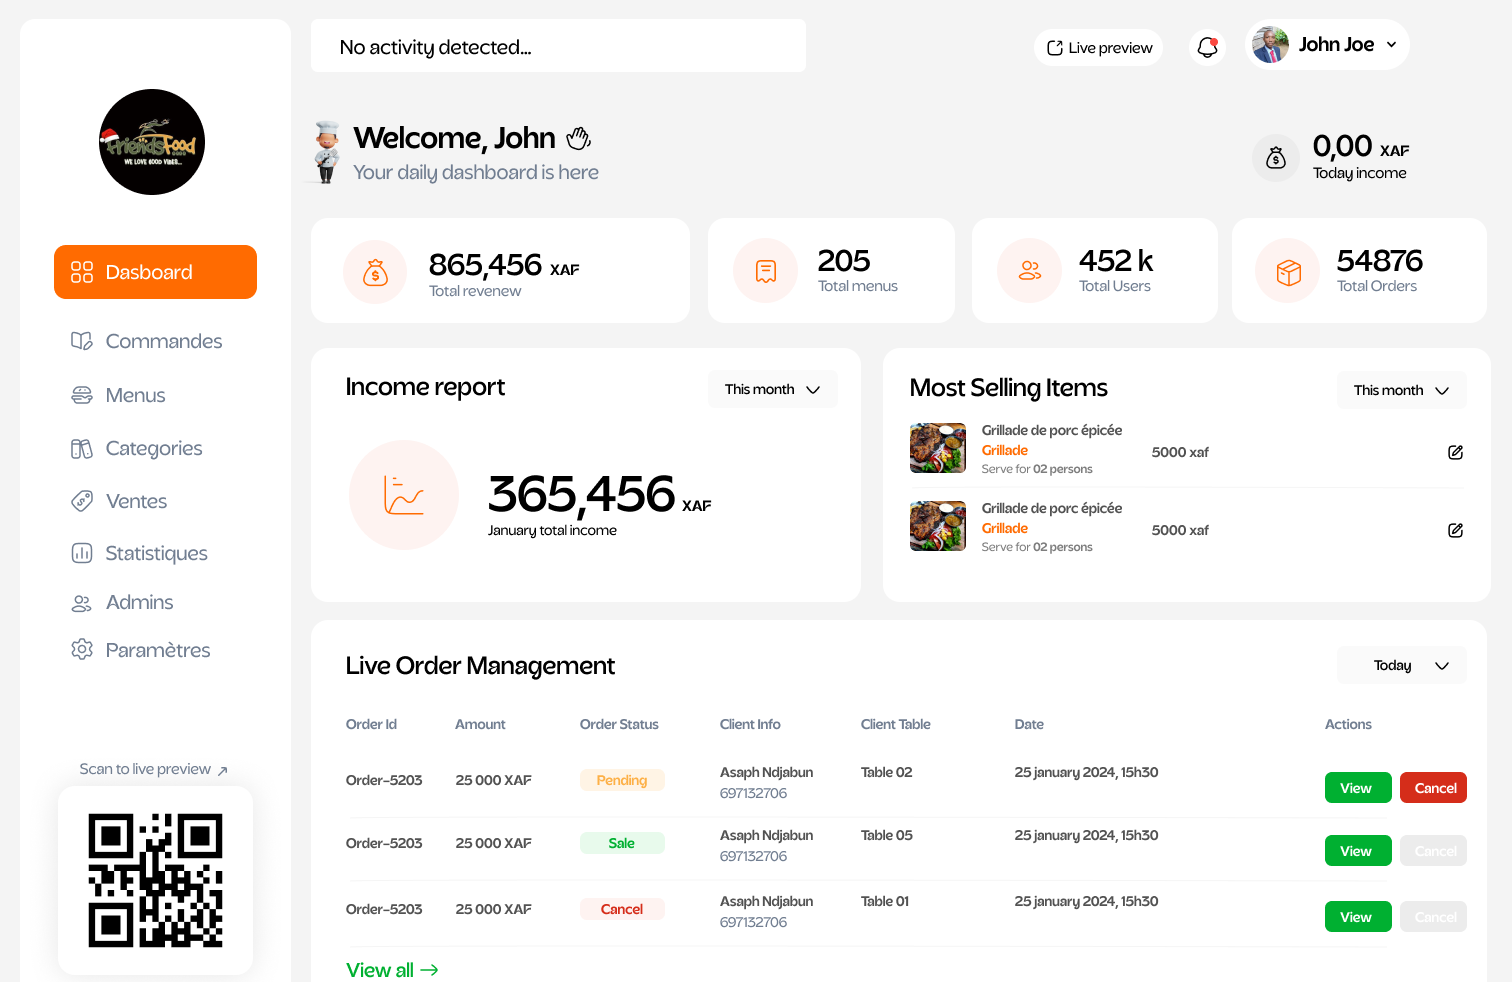 No activity detected...
Live preview
John Joe
FriendsFood
WE LOVE GOOD VIBES...
Welcome, John
Your daily dashboard is here
0,00 XAF
Today income
Dasboard
Commandes
Menus
Categories
Ventes
Statistiques
Admins
Paramètres
Scan to live preview
865,456 XAF
Total revenew
205
Total menus
452 k
Total Users
54876
Total Orders
Income report
This month
365,456 XAF
January total income
Most Selling Items
This month
Grillade de porc épicée
Grillade
Serve for 02 persons
5000 xaf
Grillade de porc épicée
Grillade
Serve for 02 persons
5000 xaf
Live Order Management
Today
Order Id Amount Order Status Client Info Client Table Date Actions
Order-5203 25 000 XAF Pending Asaph Ndjabun Table 02 25 january 2024, 15h30 View Cancel
697132706
Order-5203 25 000 XAF Sale Asaph Ndjabun Table 05 25 january 2024, 15h30 View Cancel
697132706
Order-5203 25 000 XAF Cancel Asaph Ndjabun Table 01 25 january 2024, 15h30 View Cancel
697132706
View all